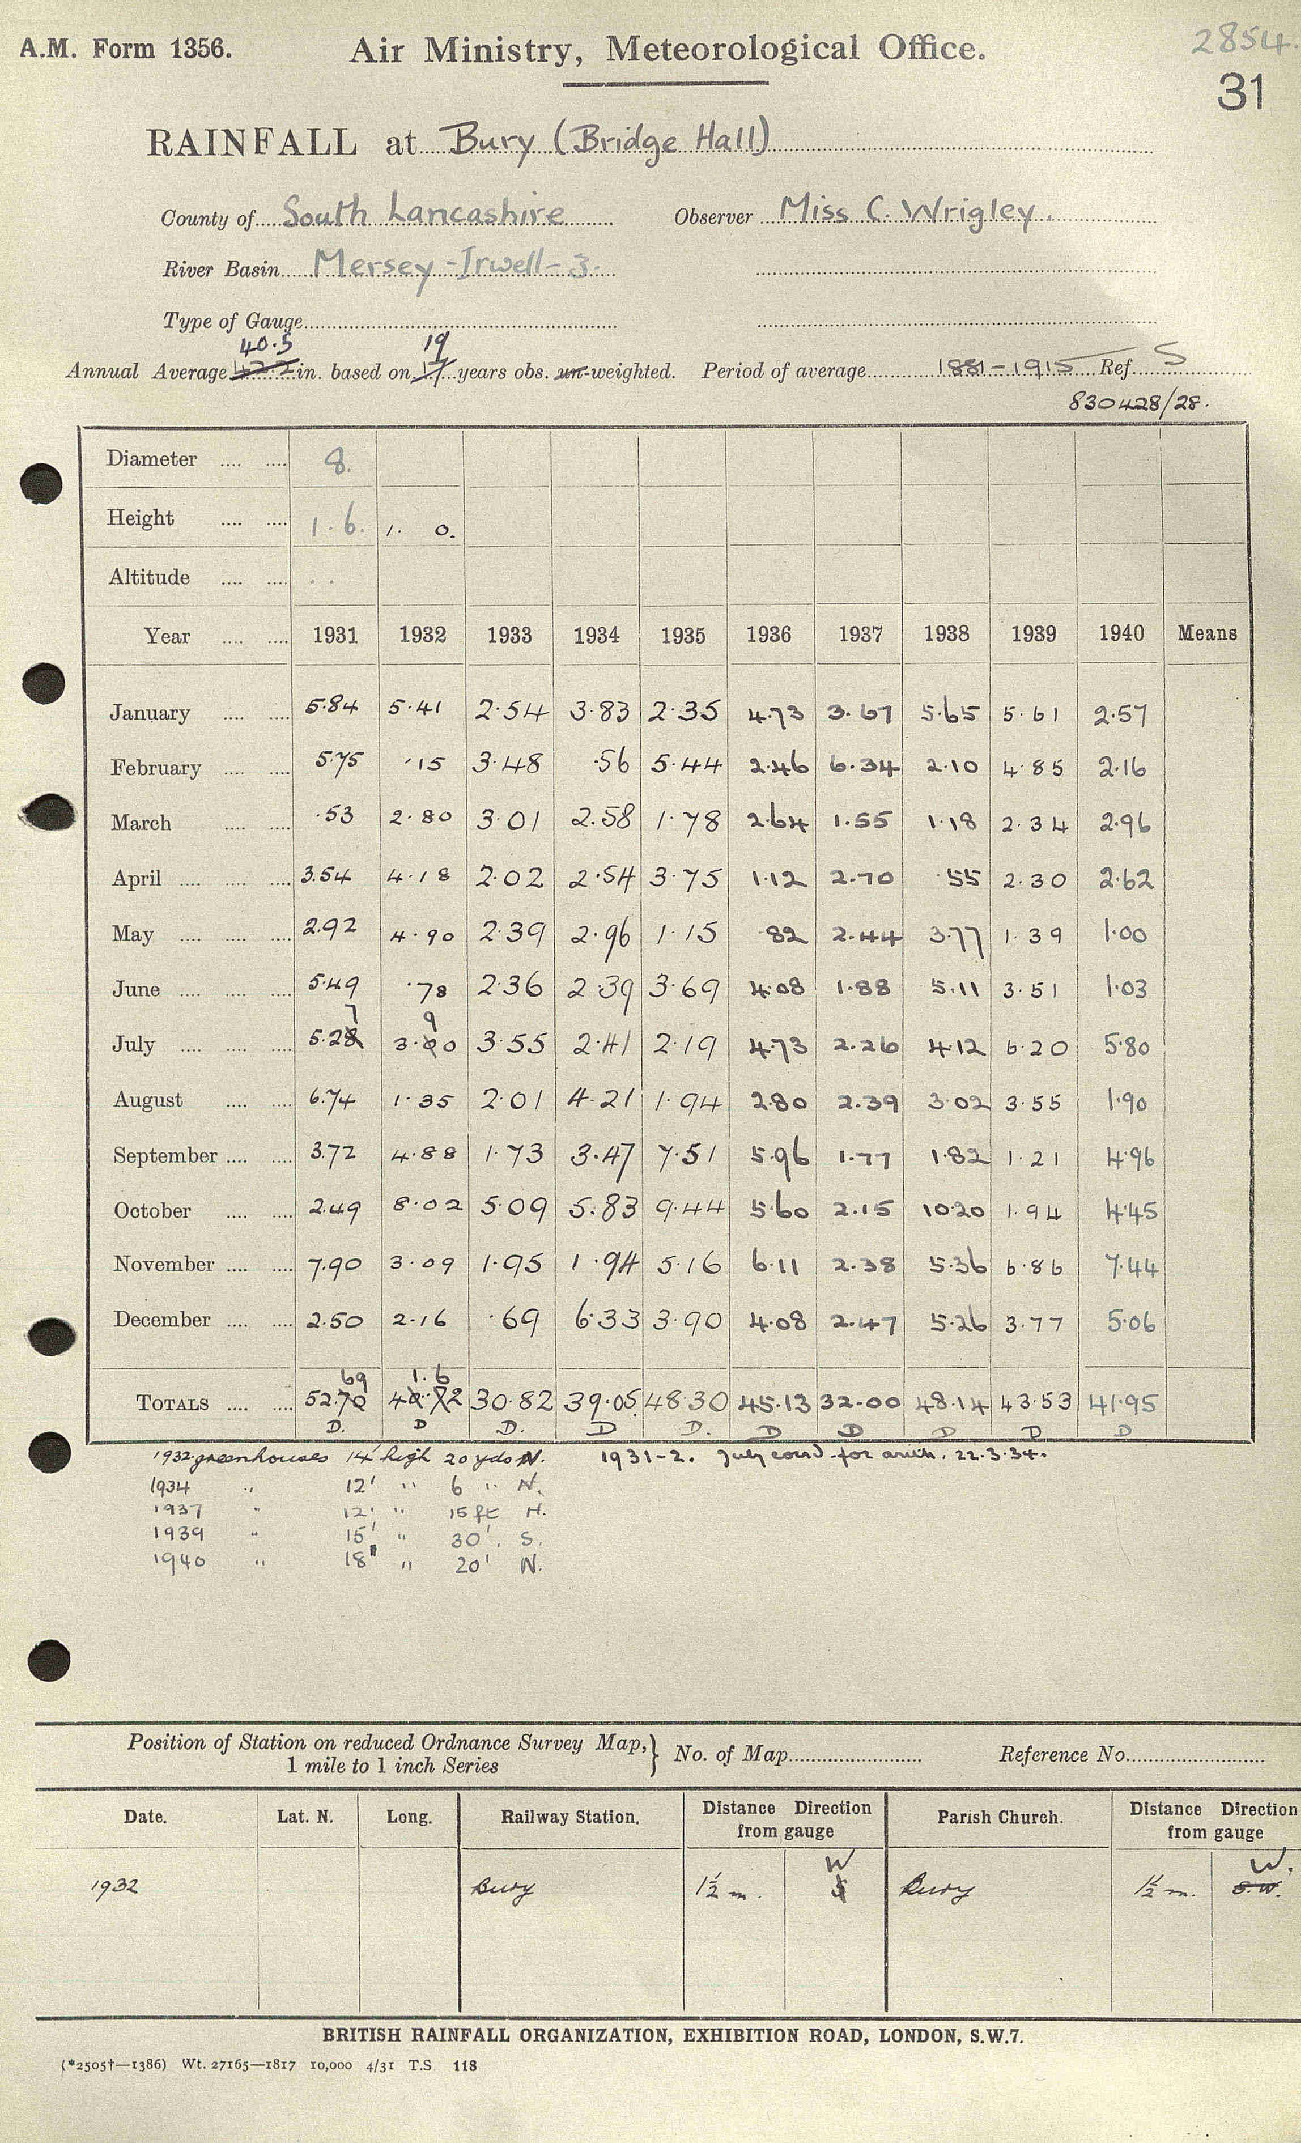 A.M. Form 1356. Air Ministry, Meteorological Office. 2854.
31
RAINFALL at Bury (Bridge Hall)
County of South Lancashire Observer Miss C. Wrigley.
River Basin Mersey-Irwell-3.
Type of Gauge
40.5 19
Annual Average 42.2 in. based on 17 years obs. un-weighted. Period of average 1881-1915 Ref. S
830428/28.
Diameter 8.
Height 1. 6. 1. 0.
Altitude . .
Year 1931 1932 1933 1934 1935 1936 1937 1938 1939 1940 Means
January 5.84 5.41 2.54 3.83 2.35 4.73 3.67 5.65 5.61 2.57
February 5.75 .15 3.48 .56 5.44 2.46 6.34 2.10 4.85 2.16
March .53 2.80 3.01 2.58 1.78 2.64 1.55 1.18 2.34 2.96
April 3.54 4.18 2.02 2.54 3.75 1.12 2.70 .55 2.30 2.62
May 2.92 4.90 2.39 2.96 1.15 .82 2.44 3.77 1.39 1.00
June 5.49 .78 2.36 2.39 3.69 4.08 1.88 5.11 3.51 1.03
7 9
July 5.28 3.00 3.55 2.41 2.19 4.73 2.26 4.12 6.20 5.80
August 6.74 1.35 2.01 4.21 1.94 2.80 2.39 3.02 3.55 1.90
September 3.72 4.88 1.73 3.47 7.51 5.96 1.77 1.82 1.21 4.96
October 2.49 8.02 5.09 5.83 9.44 5.60 2.15 10.20 1.94 4.45
November 7.90 3.09 1.95 1.94 5.16 6.11 2.38 5.36 6.86 7.44
December 2.50 2.16 .69 6.33 3.90 4.08 2.47 5.26 3.77 5.06
69 1.6
TOTALS 52.70 40.72 30.82 39.05 48.30 45.13 32.00 48.14 43.53 41.95
D. D D. D D. D D D D D
1932 greenhouses 14' high 20 yds N. 1931-2. July corrd. for arith. 22.3.34.
1934 " 12' " 6 " N.
1937 " 12' " 15 ft N.
1939 " 15' " 30'. S.
1940 " 18' " 20' N.
Position of Station on reduced Ordnance Survey Map,} No. of Map Reference No.
1 mile to 1 inch Series
Date. Lat. N. Long. Railway Station. Distance Direction Parish Church. Distance Direction
from gauge from gauge
W W.
1932 Bury 1½ m. S Bury 1½ m. S.W.
BRITISH RAINFALL ORGANIZATION, EXHIBITION ROAD, LONDON, S.W.7.
(*2505†—1386) Wt. 27165—1817 10,000 4/31 T.S. 118